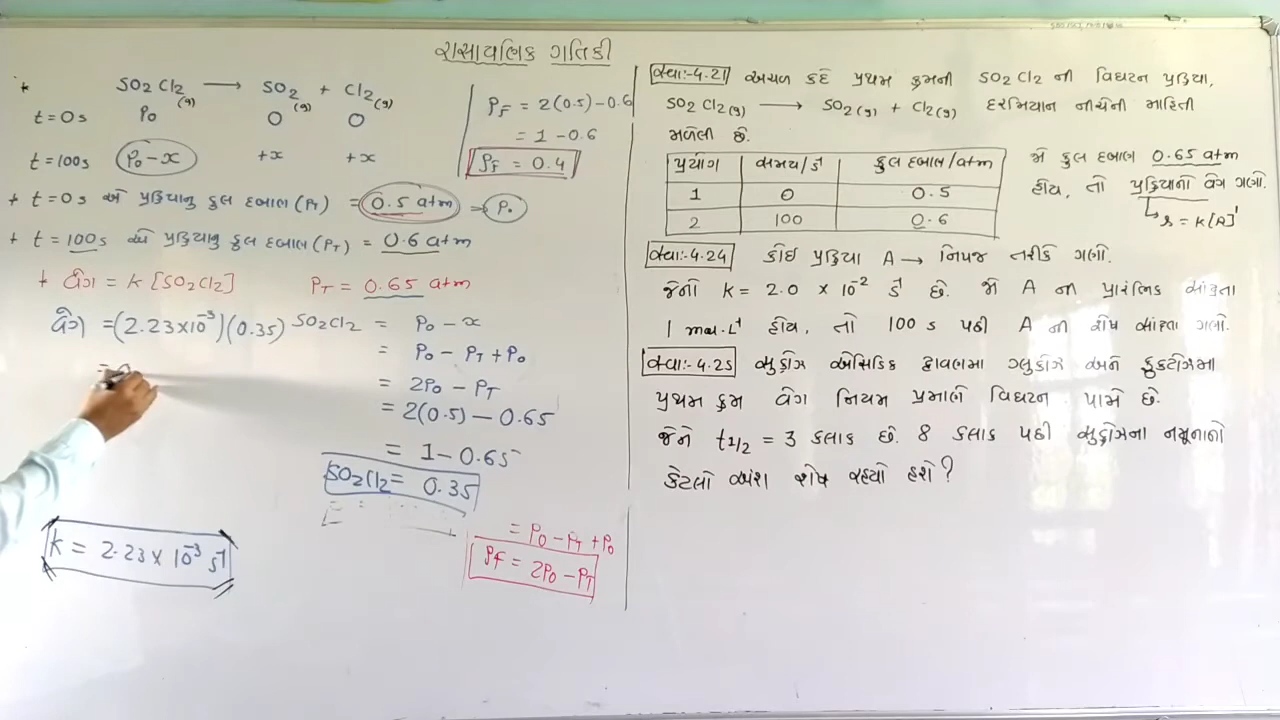 રાસાયણિક ગતિકી
*
SO2Cl2(g) → SO2(g) + Cl2(g)
t=0s P0 0 0
t=100s P0-x +x +x
+ t=0s એ પ્રક્રિયાનુ કુલ દબાણ (PT) = 0.5 atm ⇒ P0
+ t=100s એ પ્રક્રિયાનુ કુલ દબાણ (PT) = 0.6 atm
+ વેગ = K [SO2Cl2] PT = 0.65 atm
વેગ = (2.23×10^-3)(0.35)
=
K = 2.23 × 10^-3 s^-1
PF = 2(0.5)-0.6
= 1-0.6
PF = 0.4
SO2Cl2 = P0-x
= P0-PT+P0
= 2P0-PT
= 2(0.5)-0.65
= 1-0.65
SO2Cl2 = 0.35
= P0-PT+P0
PF = 2P0-PT
સ્વા:-4.21 અચળ કદે પ્રથમ ક્રમની SO2Cl2 ની વિઘટન પ્રક્રિયા,
SO2Cl2(g) → SO2(g) + Cl2(g) દરમિયાન નીચેની માહિતી
મળેલી છે.
પ્રયોગ સમય/s^-1 કુલ દબાણ/atm
1 0 0.5
2 100 0.6
જો કુલ દબાણ 0.65 atm
હોય, તો પ્રક્રિયાનો વેગ ગણો.
r = K[A]^1
સ્વા:-4.24 કોઈ પ્રક્રિયા A → નિપજ તરીકે ગણો.
જેનો K = 2.0 × 10^-2 s^-1 છે. જો A ની પ્રારંભિક સાંદ્રતા
1 mol.L^-1 હોય, તો 100 s પછી A ની શેષ સાંદ્રતા ગણો.
સ્વા:-4.25 સુક્રોઝ એસિડિક દ્રાવણમા ગ્લુકોઝ અને ફ્રુક્ટોઝમા
પ્રથમ ક્રમ વેગ નિયમ પ્રમાણે વિઘટન પામે છે.
જેને t1/2 = 3 કલાક છે. 8 કલાક પછી સુક્રોઝના નમૂનાનો
કેટલો અંશ શેષ રહ્યો હશે?